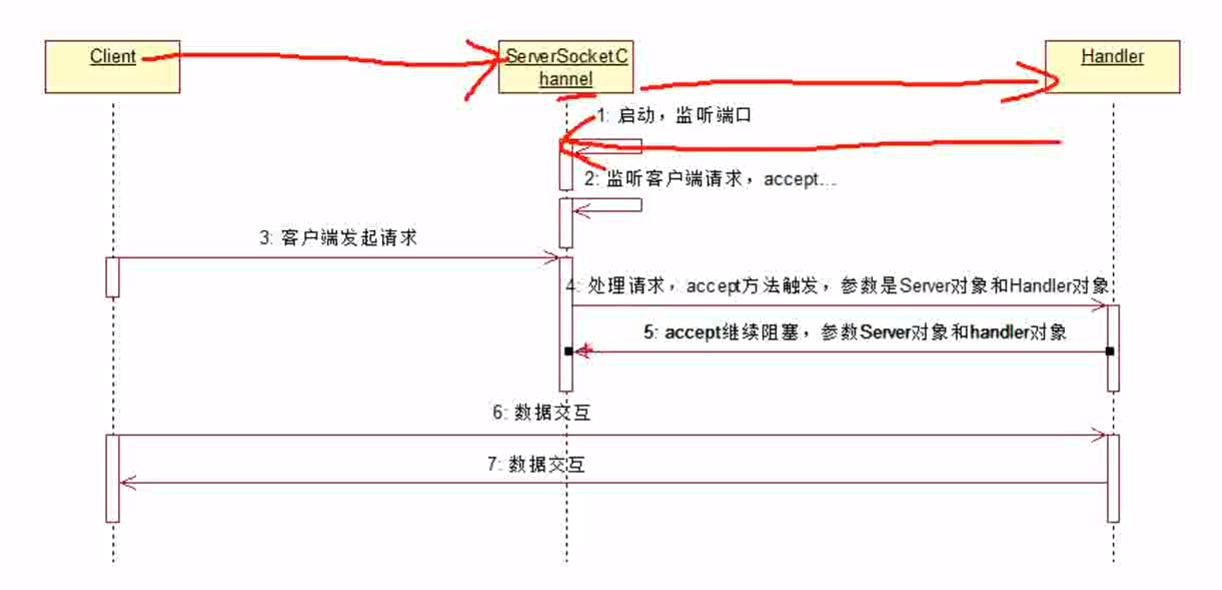 Client
ServerSocketC
hannel
Handler
1: 启动，监听端口
2: 监听客户端请求，accept...
3: 客户端发起请求
4: 处理请求，accept方法触发，参数是Server对象和Handler对象
5: accept继续阻塞，参数Server对象和handler对象
6: 数据交互
7: 数据交互